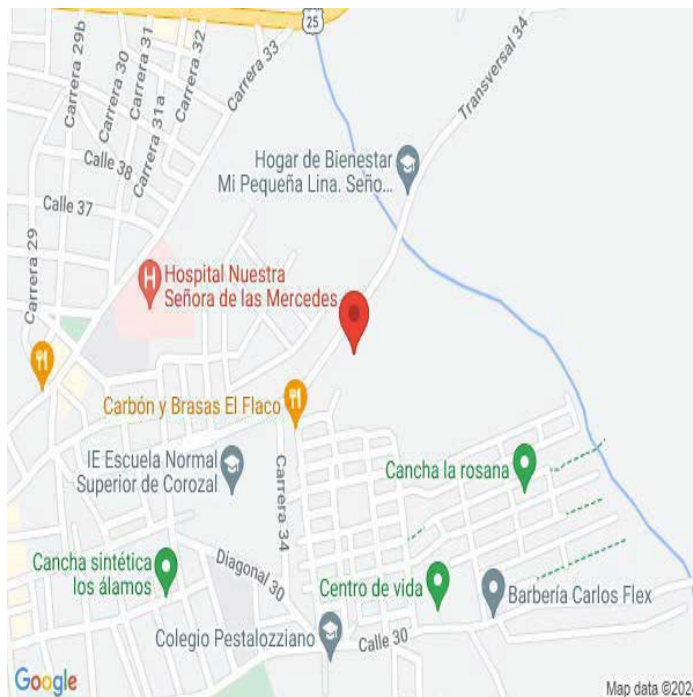 25
Carrera 29b
Carrera 30
Carrera 31
Carrera 31a
Carrera 32
Carrera 33
Transversal 34
Calle 38
Hogar de Bienestar
Mi Pequeña Lina. Seño...
Calle 37
Carrera 29
H
Hospital Nuestra
Señora de las Mercedes
Carbón y Brasas El Flaco
IE Escuela Normal
Superior de Corozal
Carrera 34
Cancha la rosana
Cancha sintética
los álamos
Diagonal 30
Centro de vida
Barbería Carlos Flex
Colegio Pestalozziano
Calle 30
Google
Map data ©202